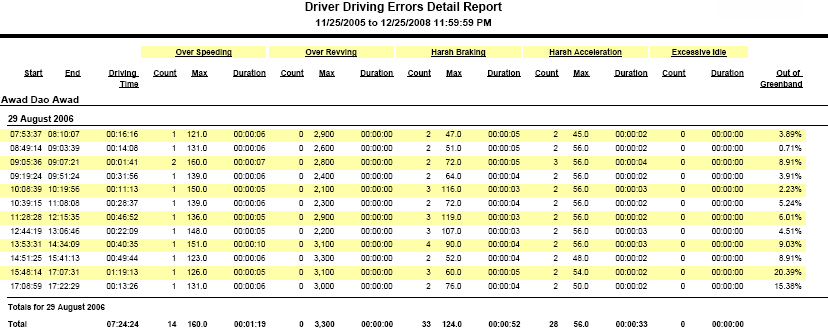 Driver Driving Errors Detail Report
11/25/2005 to 12/25/2008 11:59:59 PM
Over Speeding Over Revving Harsh Braking Harsh Acceleration Excessive Idle
Start End Driving Time Count Max Duration Count Max Duration Count Max Duration Count Max Duration Count Duration Out of Greenband
Awad Dao Awad
29 August 2006
07:53:37 08:10:07 00:16:16 1 121.0 00:00:06 0 2,900 00:00:00 2 47.0 00:00:05 2 45.0 00:00:02 0 00:00:00 3.89%
08:49:14 09:03:39 00:14:08 1 131.0 00:00:06 0 2,600 00:00:00 2 51.0 00:00:05 2 56.0 00:00:02 0 00:00:00 0.71%
09:05:36 09:07:21 00:01:41 2 160.0 00:00:07 0 2,800 00:00:00 2 72.0 00:00:05 3 56.0 00:00:04 0 00:00:00 8.91%
09:19:24 09:51:24 00:31:56 1 139.0 00:00:06 0 2,400 00:00:00 2 64.0 00:00:04 2 56.0 00:00:02 0 00:00:00 3.91%
10:08:39 10:19:56 00:11:13 1 150.0 00:00:05 0 2,100 00:00:00 3 116.0 00:00:03 2 56.0 00:00:03 0 00:00:00 2.23%
10:39:15 11:08:08 00:28:37 1 139.0 00:00:06 0 2,300 00:00:00 2 72.0 00:00:04 2 56.0 00:00:02 0 00:00:00 5.24%
11:28:28 12:15:35 00:46:52 1 136.0 00:00:05 0 2,900 00:00:00 3 119.0 00:00:03 2 56.0 00:00:02 0 00:00:00 6.01%
12:44:19 13:06:46 00:22:09 1 148.0 00:00:05 0 2,200 00:00:00 3 107.0 00:00:03 2 56.0 00:00:03 0 00:00:00 4.51%
13:53:31 14:34:09 00:40:35 1 151.0 00:00:10 0 3,100 00:00:00 4 90.0 00:00:04 2 56.0 00:00:03 0 00:00:00 9.03%
14:51:25 15:41:13 00:49:44 1 123.0 00:00:06 0 3,300 00:00:00 2 52.0 00:00:04 2 48.0 00:00:02 0 00:00:00 8.91%
15:48:14 17:07:31 01:19:13 1 126.0 00:00:05 0 3,100 00:00:00 3 60.0 00:00:05 2 54.0 00:00:02 0 00:00:00 20.39%
17:08:59 17:22:29 00:13:26 1 131.0 00:00:06 0 3,000 00:00:00 2 76.0 00:00:04 2 50.0 00:00:02 0 00:00:00 15.38%
Totals for 29 August 2006
Total 07:24:24 14 160.0 00:01:19 0 3,300 00:00:00 33 124.0 00:00:52 28 56.0 00:00:33 0 00:00:00